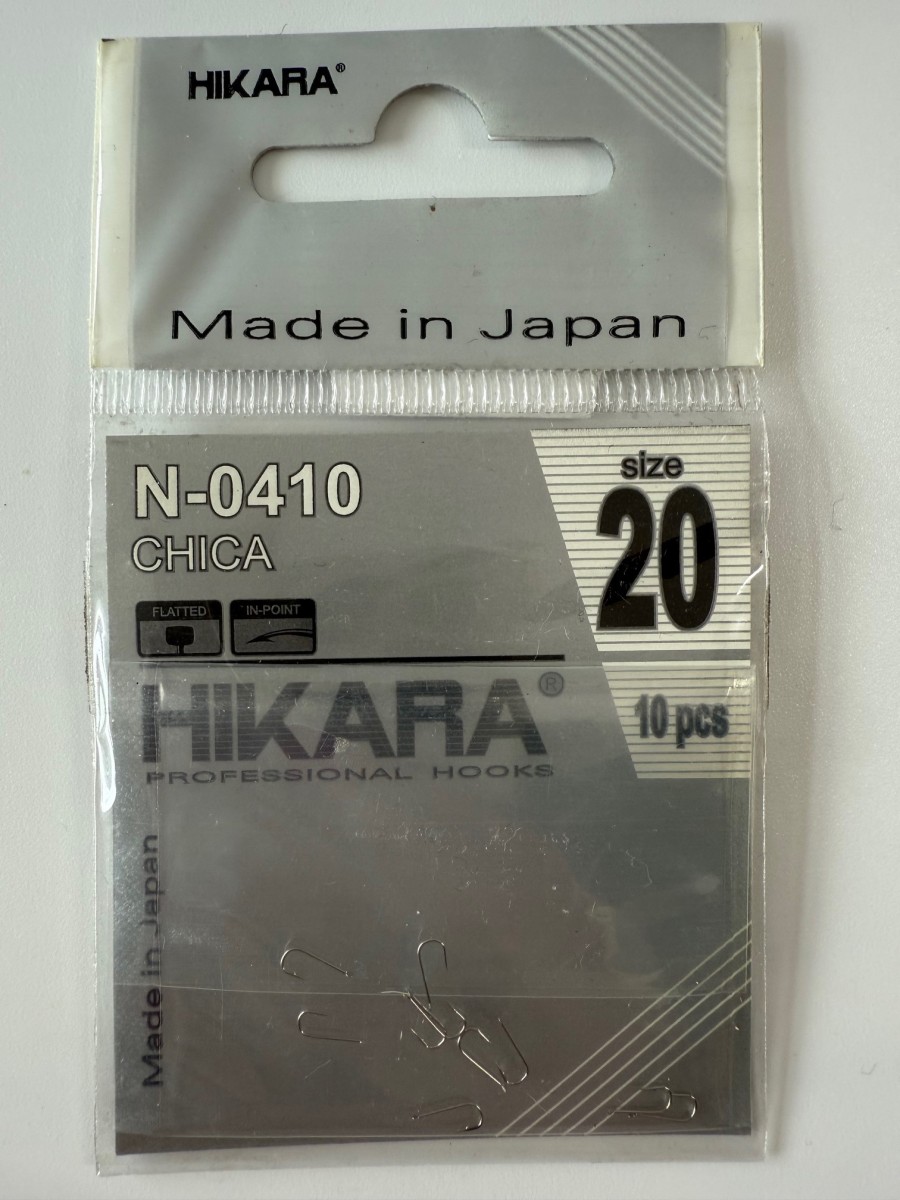 HIKARA®
Made in Japan
N-0410
CHICA
size
20
FLATTED
IN-POINT
HIKARA®
10 pcs
PROFESSIONAL HOOKS
Made in Japan